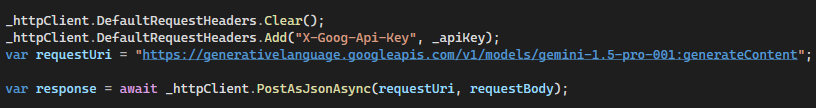 _httpClient.DefaultRequestHeaders.Clear();
_httpClient.DefaultRequestHeaders.Add("X-Goog-Api-Key", _apiKey);
var requestUri = "https://generativelanguage.googleapis.com/v1/models/gemini-1.5-pro-001:generateContent";
var response = await _httpClient.PostAsJsonAsync(requestUri, requestBody);